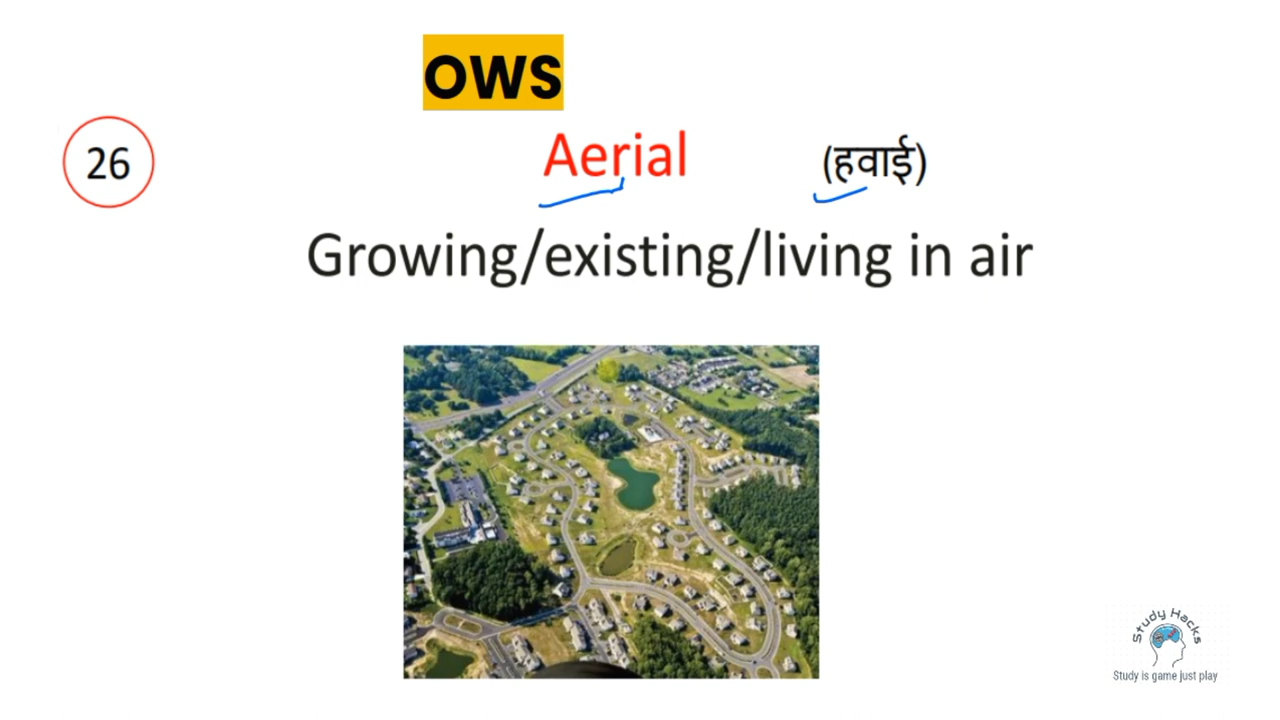 OWS
26 Aerial (हवाई)
Growing/existing/living in air
Study Hacks
Study is game just play